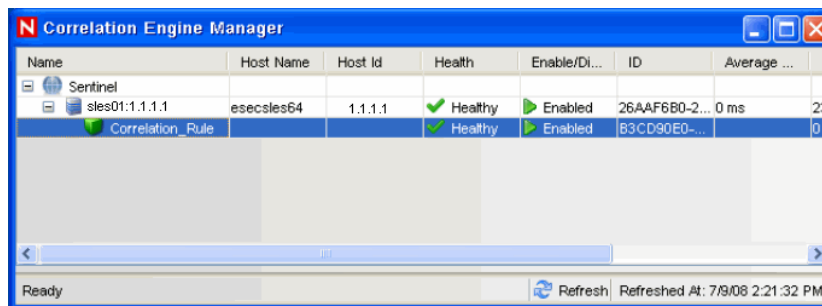 N Correlation Engine Manager
Name Host Name Host Id Health Enable/Di... ID Average ...
Sentinel
sles01:1.1.1.1 esecsles64 1.1.1.1 Healthy Enabled 26AAF6B0-2... 0 ms
Correlation_Rule Healthy Enabled B3CD90E0-... 0
Ready Refresh Refreshed At: 7/9/08 2:21:32 PM